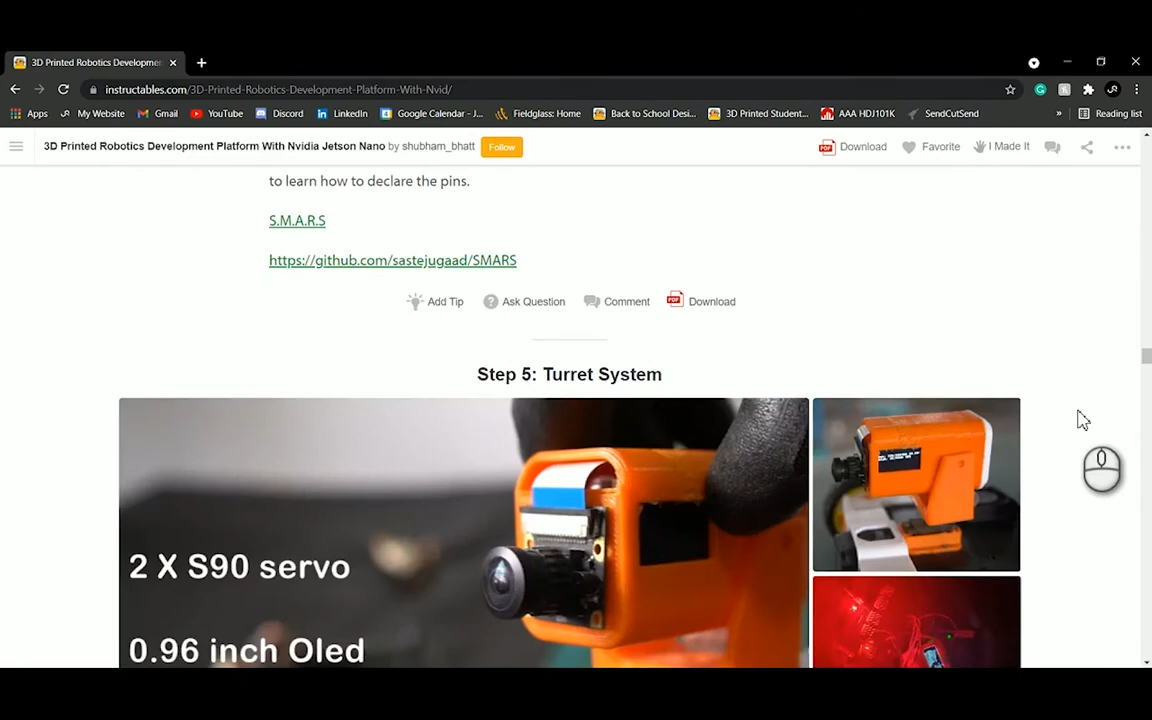 3D Printed Robotics Developme
instructables.com/3D-Printed-Robotics-Development-Platform-With-Nvid/
Apps
My Website
Gmail
YouTube
Discord
LinkedIn
Google Calendar - J...
Fieldglass: Home
Back to School Desi...
3D Printed Student...
AAA HDJ101K
SendCutSend
»
Reading list
3D Printed Robotics Development Platform With Nvidia Jetson Nano by shubham_bhatt
Follow
Download
Favorite
I Made It
to learn how to declare the pins.
S.M.A.R.S
https://github.com/sastejugaad/SMARS
Add Tip
Ask Question
Comment
Download
Step 5: Turret System
2 X S90 servo
0.96 inch Oled